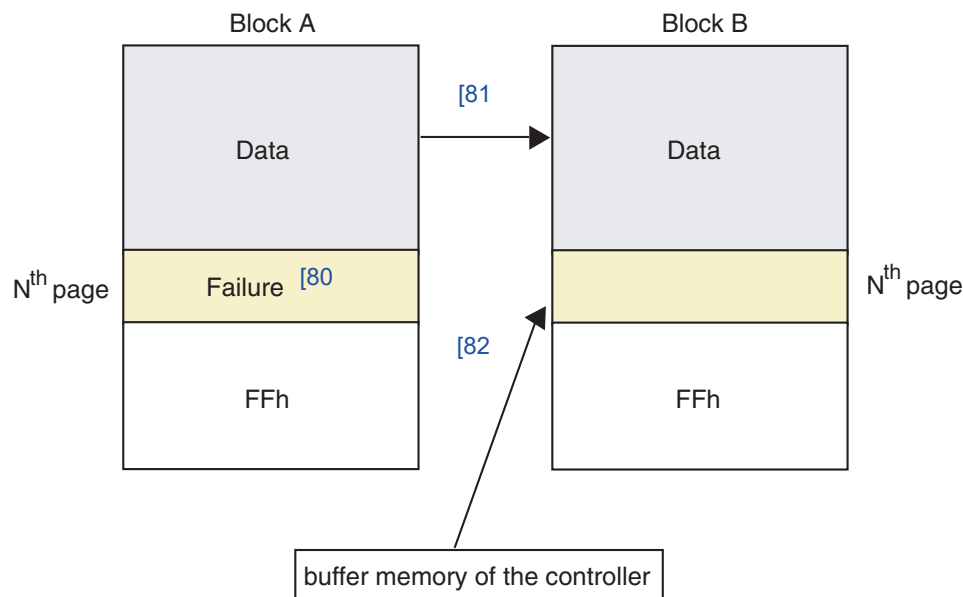 Block A
Block B
[81
Data
Data
Nth page
Failure [80
Nth page
[82
FFh
FFh
buffer memory of the controller